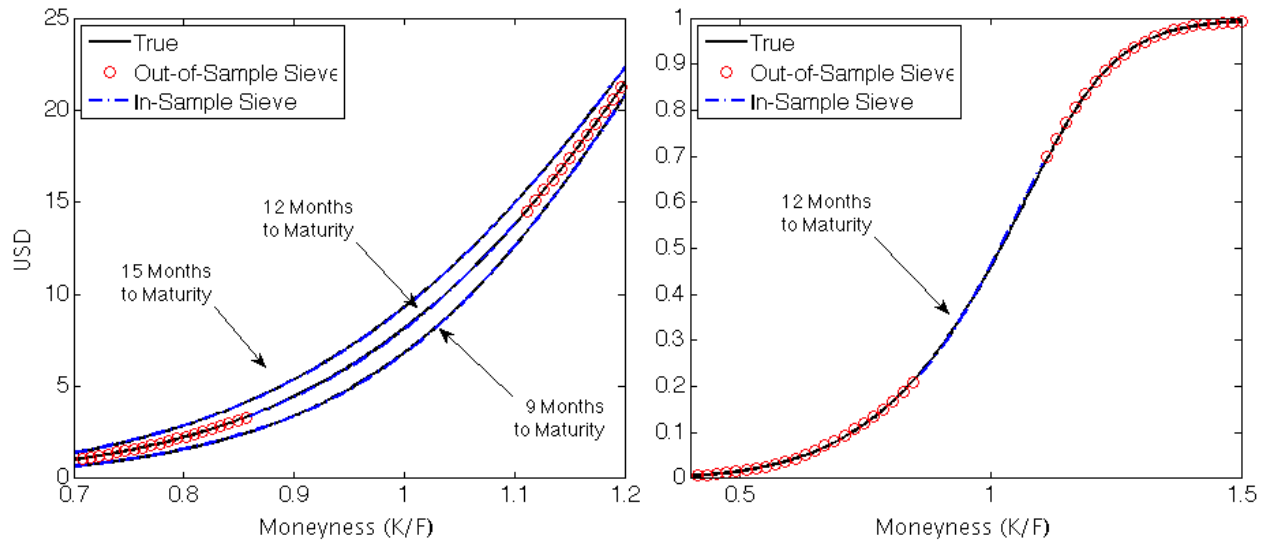 25
20
15
10
5
0
USD
True
Out-of-Sample Sieve
In-Sample Sieve
12 Months
to Maturity
15 Months
to Maturity
9 Months
to Maturity
0.7
0.8
0.9
1
1.1
1.2
Moneyness (K/F)
1
0.9
0.8
0.7
0.6
0.5
0.4
0.3
0.2
0.1
0
True
Out-of-Sample Sieve
In-Sample Sieve
12 Months
to Maturity
0.5
1
1.5
Moneyness (K/F)